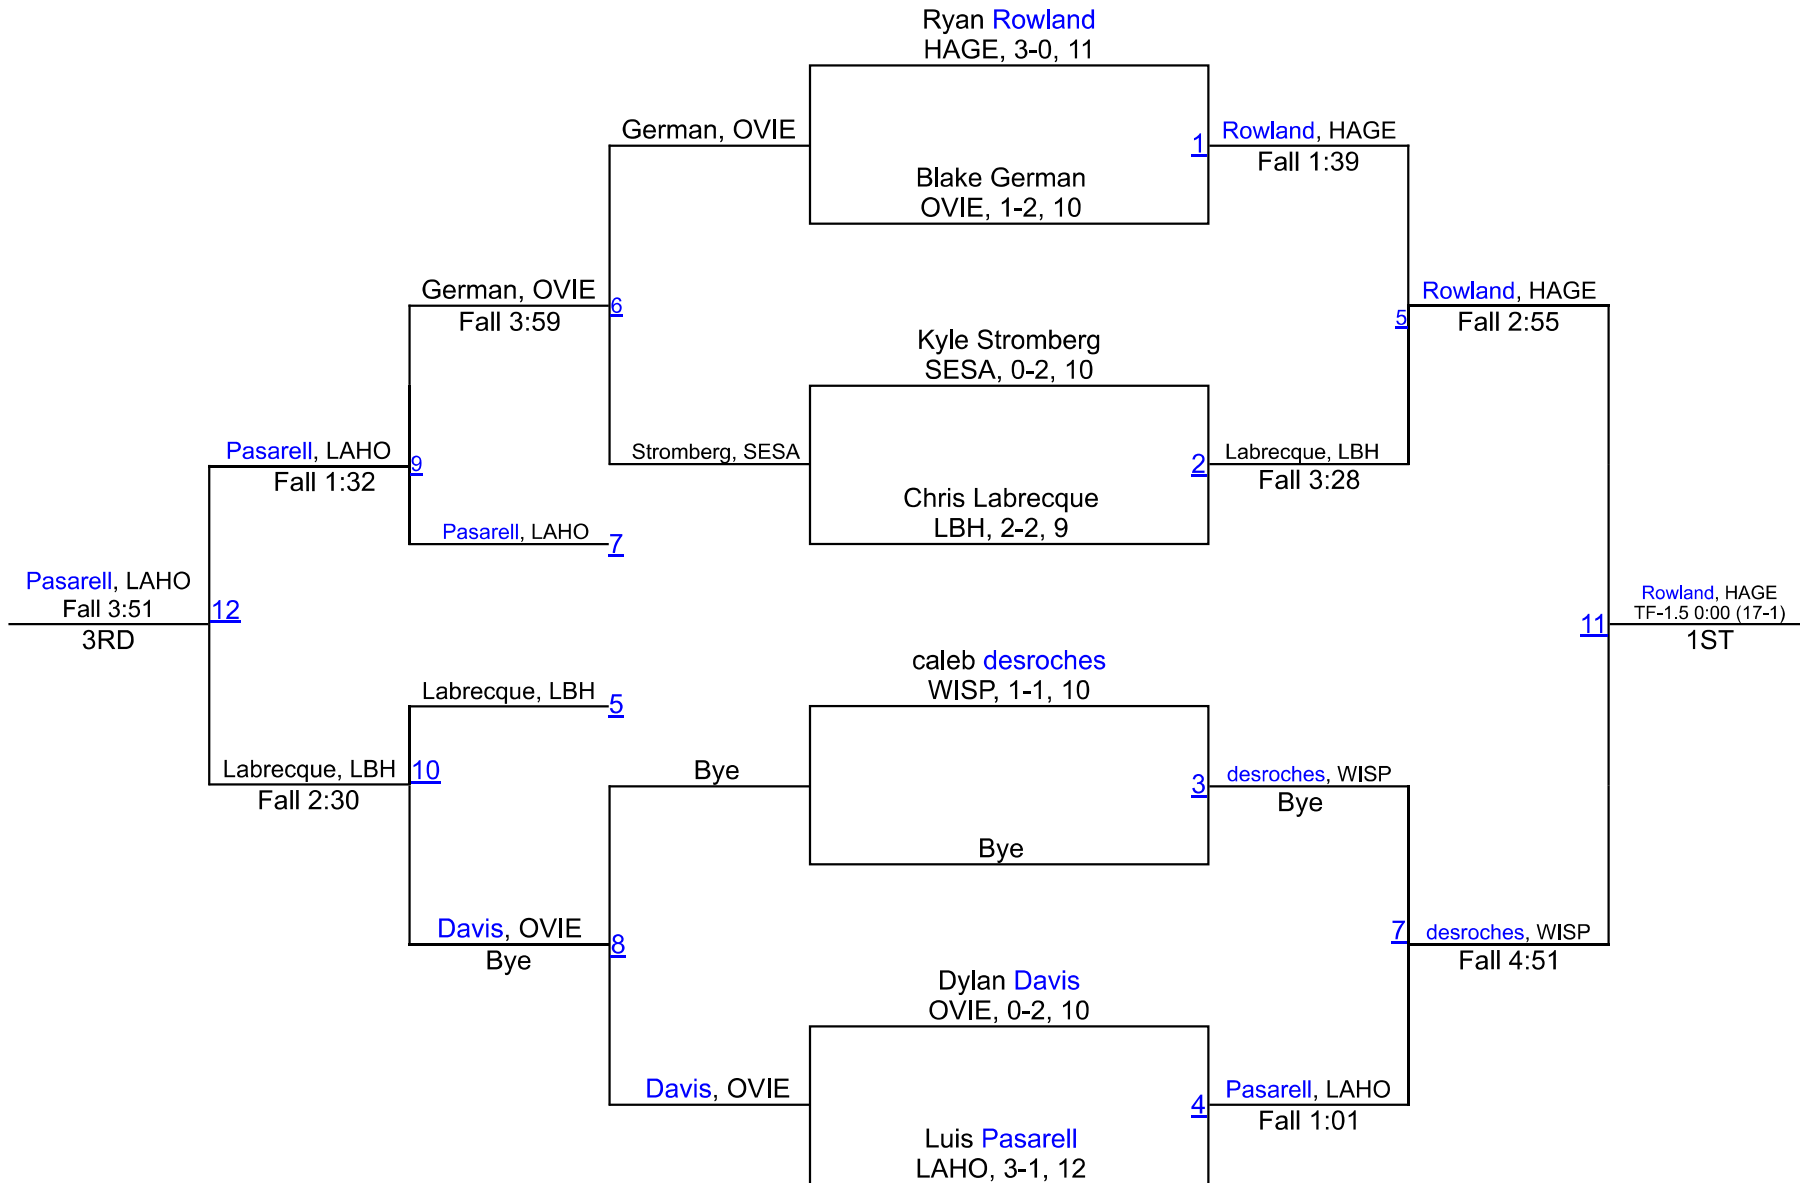 Ryan Rowland
HAGE, 3-0, 11
German, OVIE
1
Rowland, HAGE
Fall 1:39
Blake German
OVIE, 1-2, 10
German, OVIE
Fall 3:59
6
Rowland, HAGE
Fall 2:55
5
Kyle Stromberg
SESA, 0-2, 10
Pasarell, LAHO
Fall 1:32
9
Stromberg, SESA
2
Labrecque, LBH
Fall 3:28
Chris Labrecque
LBH, 2-2, 9
Pasarell, LAHO
7
Pasarell, LAHO
Fall 3:51
3RD
12
11
Rowland, HAGE
TF-1.5 0:00 (17-1)
1ST
caleb desroches
WISP, 1-1, 10
Labrecque, LBH
5
Labrecque, LBH
Fall 2:30
10
Bye
3
desroches, WISP
Bye
Bye
Davis, OVIE
Bye
8
7
desroches, WISP
Fall 4:51
Dylan Davis
OVIE, 0-2, 10
Davis, OVIE
4
Pasarell, LAHO
Fall 1:01
Luis Pasarell
LAHO, 3-1, 12